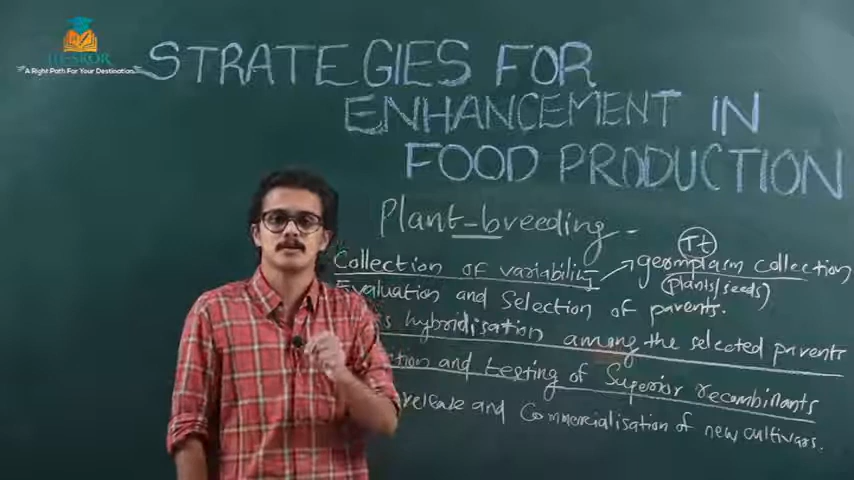 A Right Path For Your Destination
STRATEGIES FOR
ENHANCEMENT IN
FOOD PRODUCTION
Plant-breeding -
Tt
Collection of variability → germplasm collection
(Plants/seeds)
Evaluation and Selection of parents.
hybridisation among the selected parents
and testing of Superior recombinants
release and Commercialisation of new cultivars.